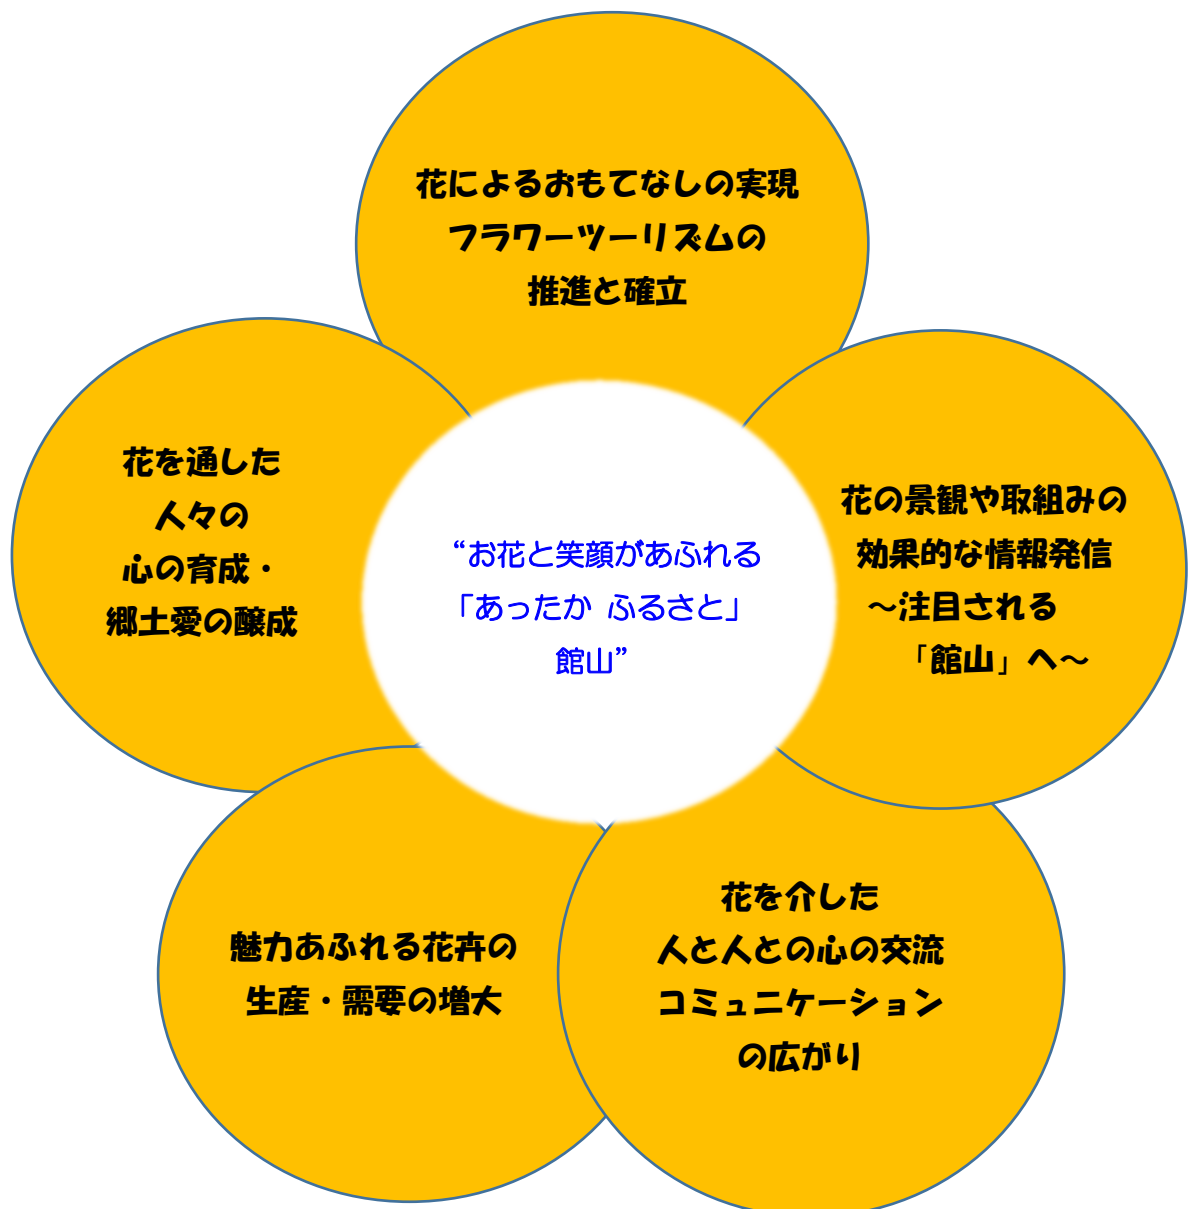 花によるおもてなしの実現
フラワーツーリズムの
推進と確立
花を通した
人々の
心の育成・
郷土愛の醸成
“お花と笑顔があふれる
「あったか ふるさと」
館山”
花の景観や取組みの
効果的な情報発信
～注目される
「館山」へ～
魅力あふれる花卉の
生産・需要の増大
花を介した
人と人との心の交流
コミュニケーション
の広がり